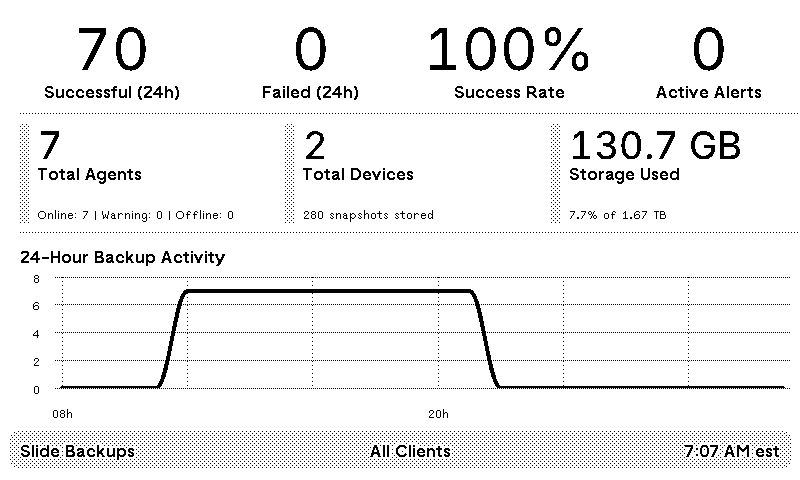 70 0 100% 0
Successful (24h) Failed (24h) Success Rate Active Alerts
7 2 130.7 GB
Total Agents Total Devices Storage Used
Online: 7 | Warning: 0 | Offline: 0 280 snapshots stored 7.7% of 1.67 TB
24-Hour Backup Activity
8
6
4
2
0
08h 20h
Slide Backups All Clients 7:07 AM est